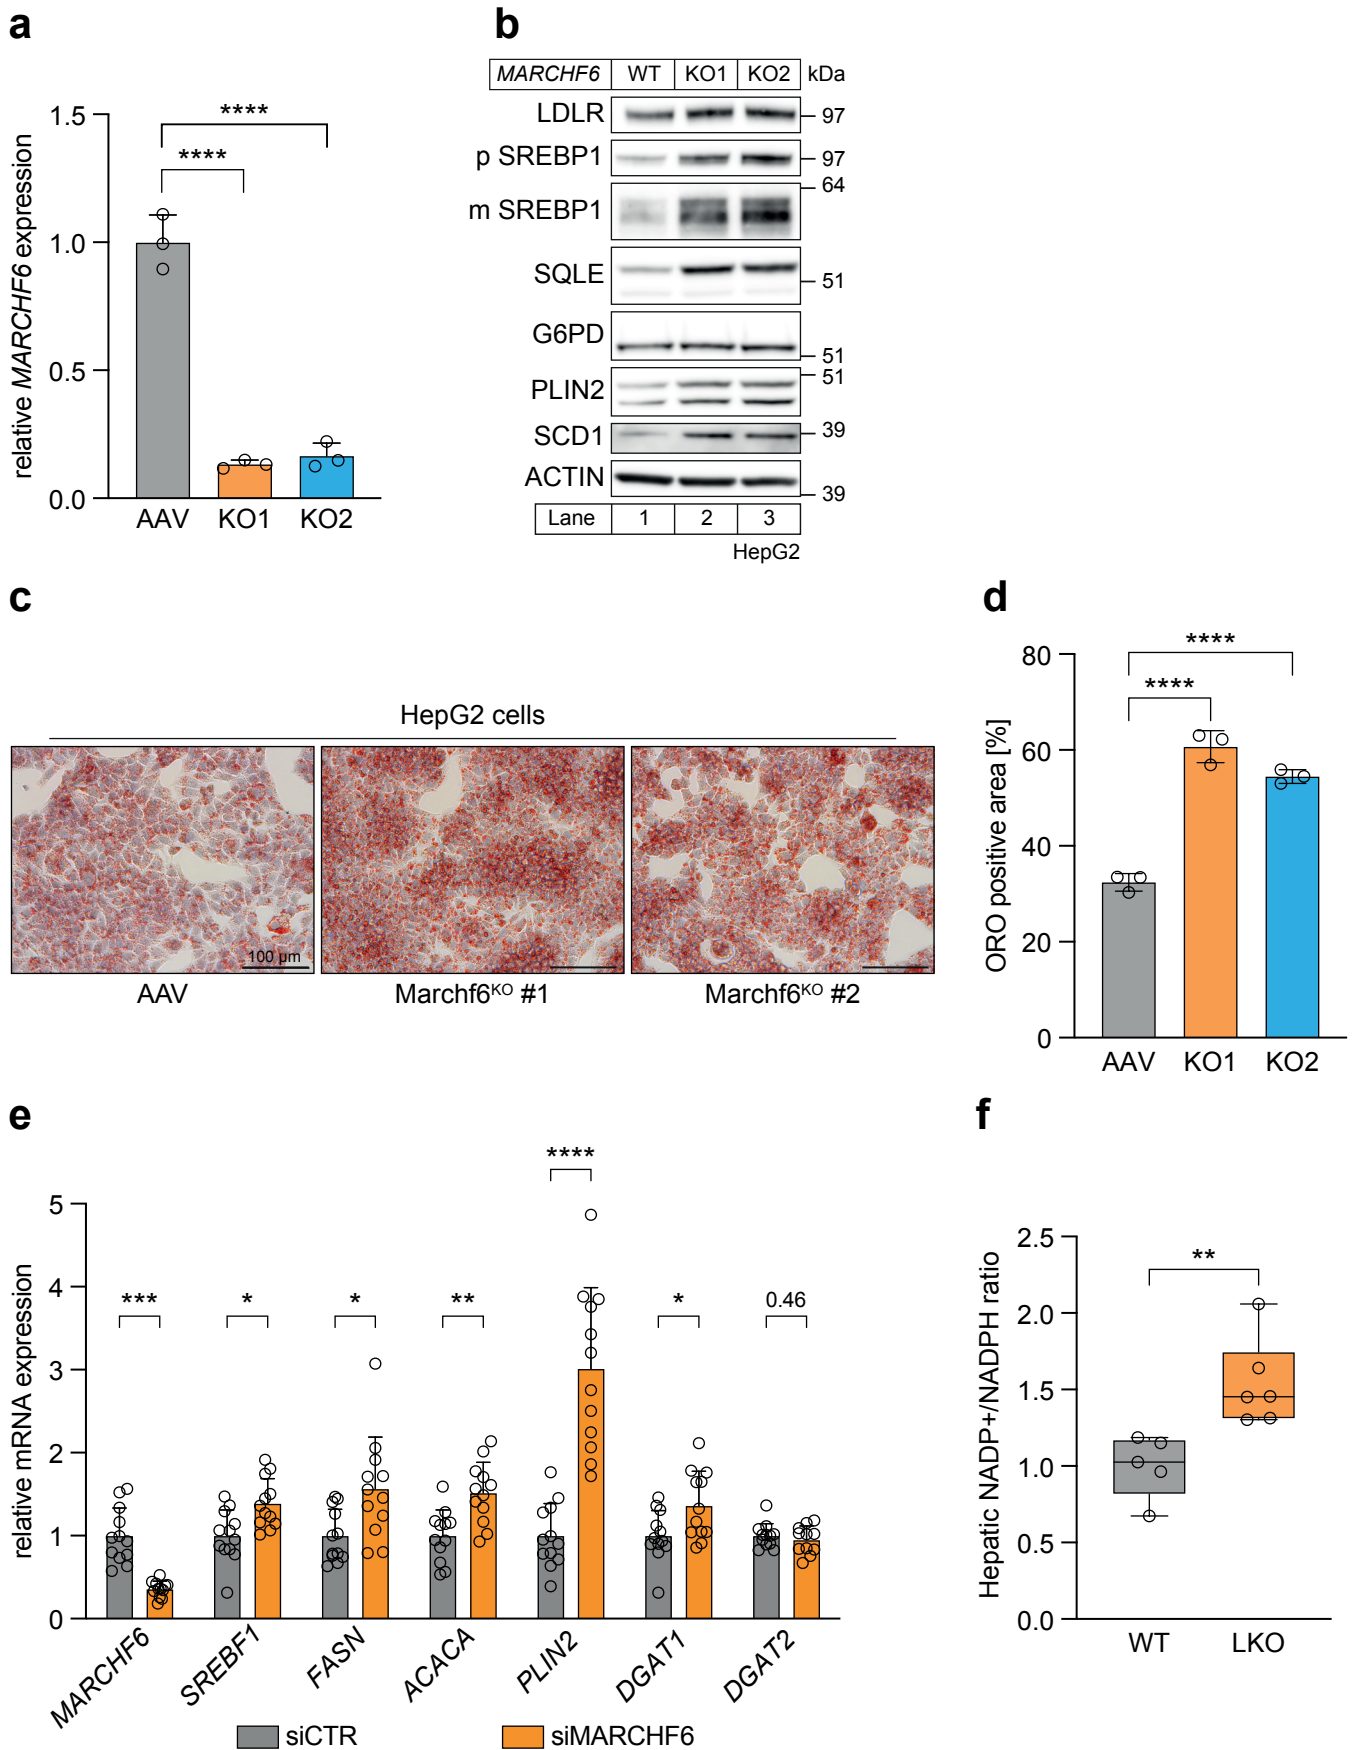 a
relative MARCHF6 expression
1.5
1.0
0.5
0.0
****
****
AAV KO1 KO2
b
MARCHF6 WT KO1 KO2 kDa
LDLR 97
p SREBP1 97
64
m SREBP1
SQLE 51
G6PD 51
PLIN2 51
SCD1 39
ACTIN 39
Lane 1 2 3
HepG2
c
HepG2 cells
100 µm
AAV Marchf6KO #1 Marchf6KO #2
d
ORO positive area [%]
80
60
40
20
0
****
****
AAV KO1 KO2
e
relative mRNA expression
5
4
3
2
1
0
*** * * ** **** * 0.46
MARCHF6 SREBF1 FASN ACACA PLIN2 DGAT1 DGAT2
siCTR siMARCHF6
f
Hepatic NADP+/NADPH ratio
2.5
2.0
1.5
1.0
0.5
0.0
**
WT LKO